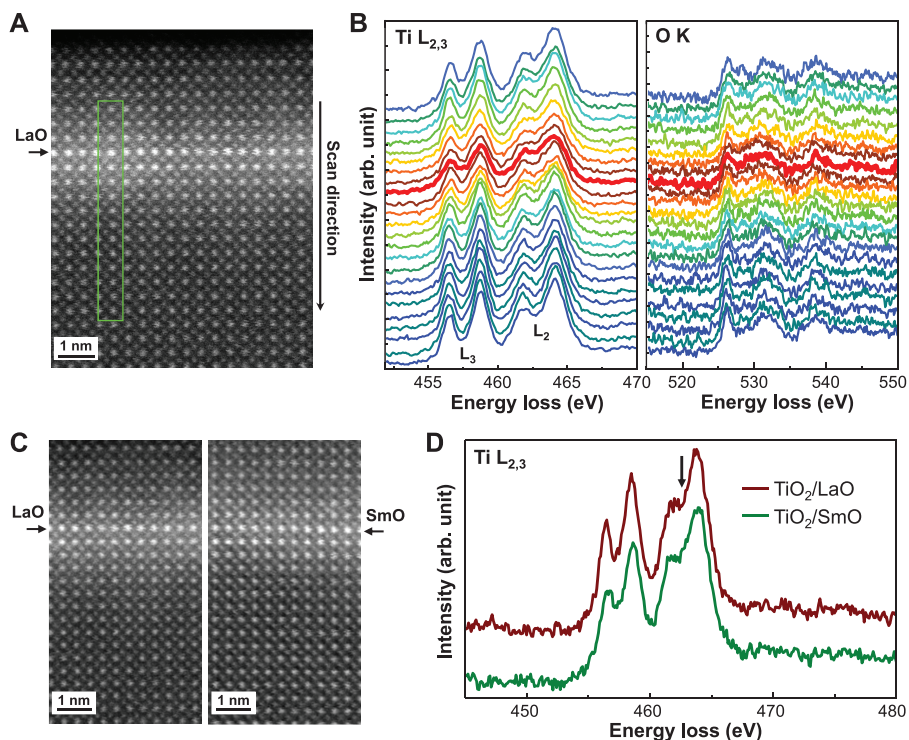 A
LaO
Scan direction
1 nm
B
Ti L2,3
O K
Intensity (arb. unit)
L3
L2
455 460 465 470
520 530 540 550
Energy loss (eV)
Energy loss (eV)
C
LaO
SmO
1 nm
1 nm
D
Ti L2,3
TiO2/LaO
TiO2/SmO
Intensity (arb. unit)
450 460 470 480
Energy loss (eV)